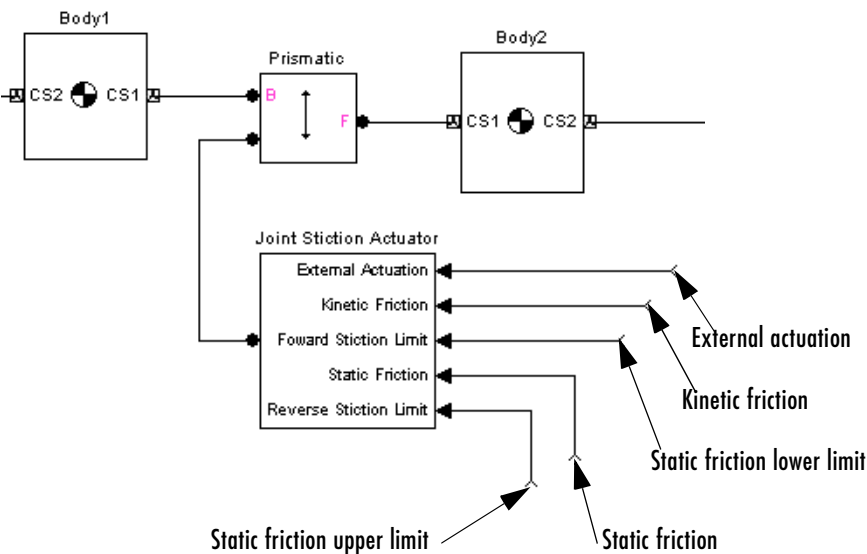 Body1
Body2
Prismatic
CS2 CS1
B
F
CS1 CS2
Joint Stiction Actuator
External Actuation
Kinetic Friction
Foward Stiction Limit
Static Friction
Reverse Stiction Limit
External actuation
Kinetic friction
Static friction lower limit
Static friction upper limit
Static friction